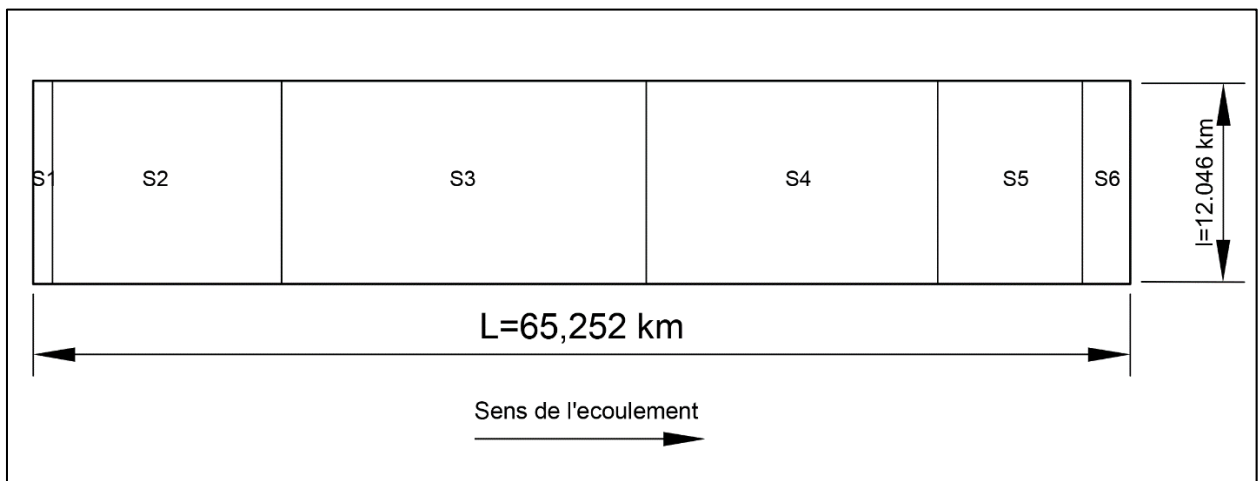 S1
S2
S3
S4
S5
S6
l=12.046 km
L=65,252 km
Sens de l'ecoulement